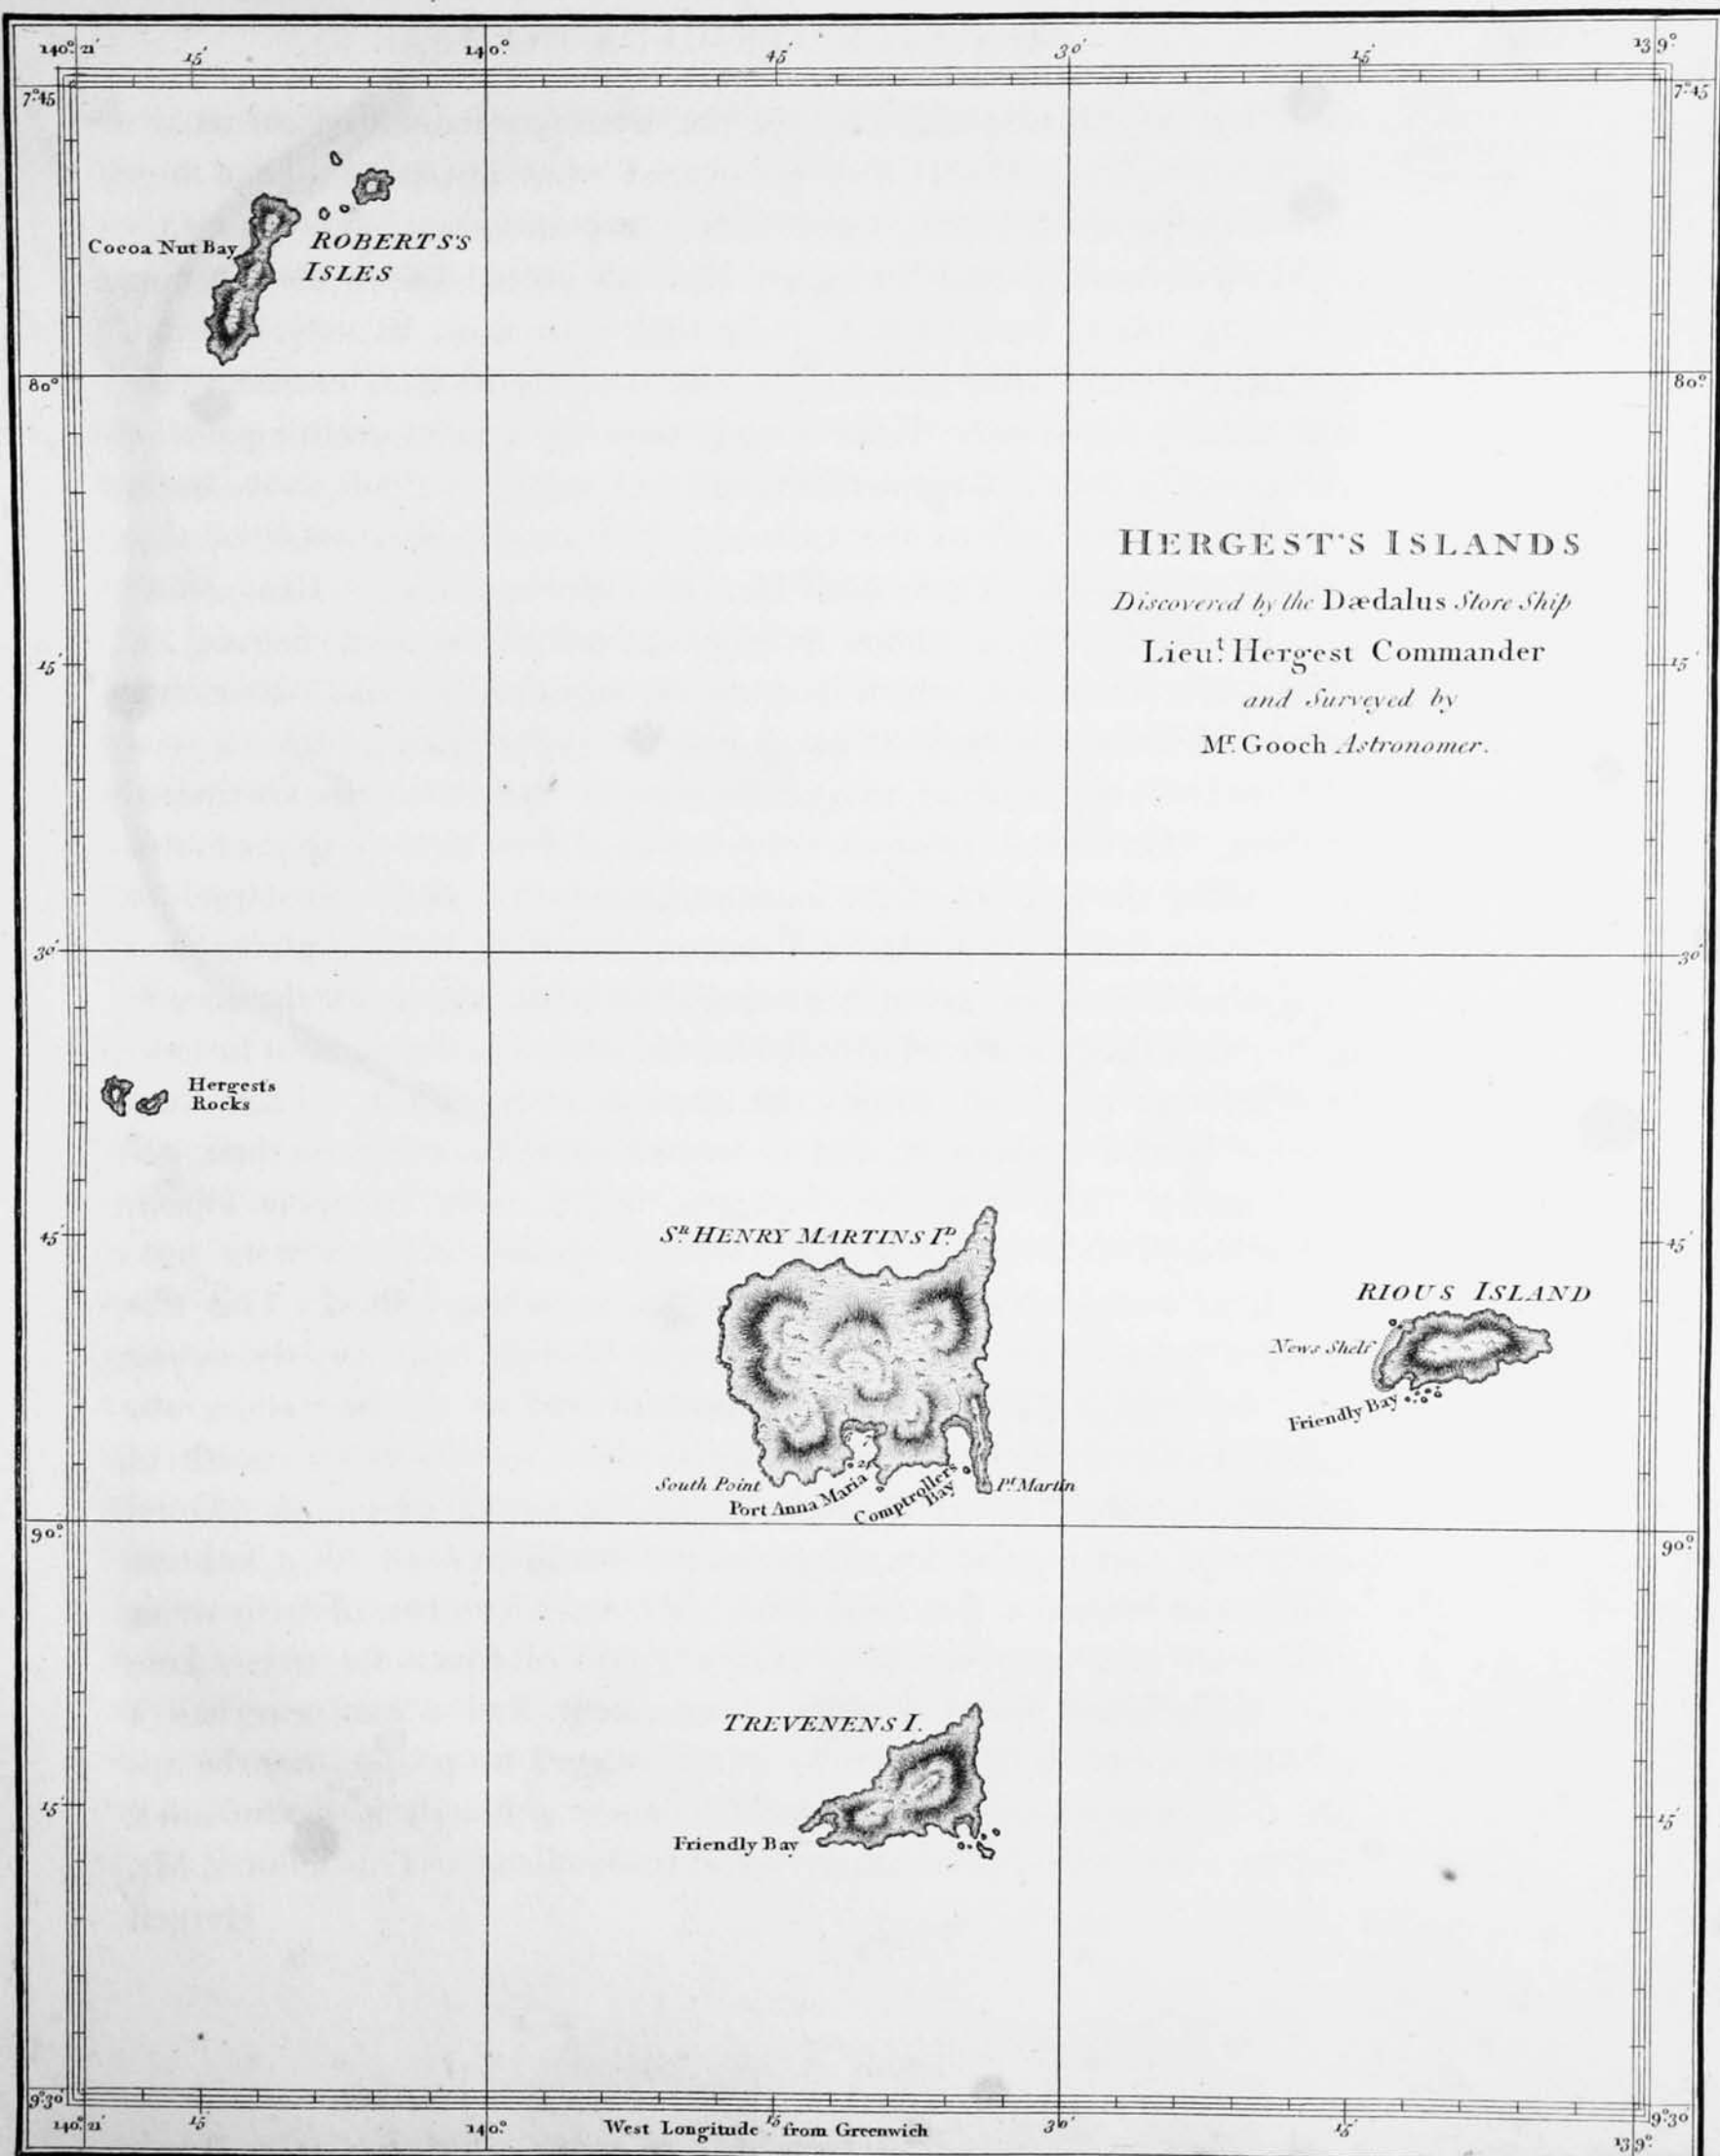 140° 21′
15′
140°
45′
30′
15′
139°
7°45
7°45
Cocoa Nut Bay
ROBERTS'S
ISLES
8 0°
8 0°
HERGEST'S ISLANDS
Discovered by the Dædalus Store Ship
Lieut. Hergest Commander
and Surveyed by
Mr. Gooch Astronomer.
15′
15′
30′
30′
Hergests
Rocks
45′
45′
SR. HENRY MARTINS ID.
RIOUS ISLAND
News Shelf
Friendly Bay
South Point
Port Anna Maria
21
Comptrollers
Bay
Pt. Martin
9 0°
9 0°
TREVENENS I.
15′
15′
Friendly Bay
9°30
9°30
140° 21′
15′
140°
West Longitude from Greenwich
15′
30′
15′
139°